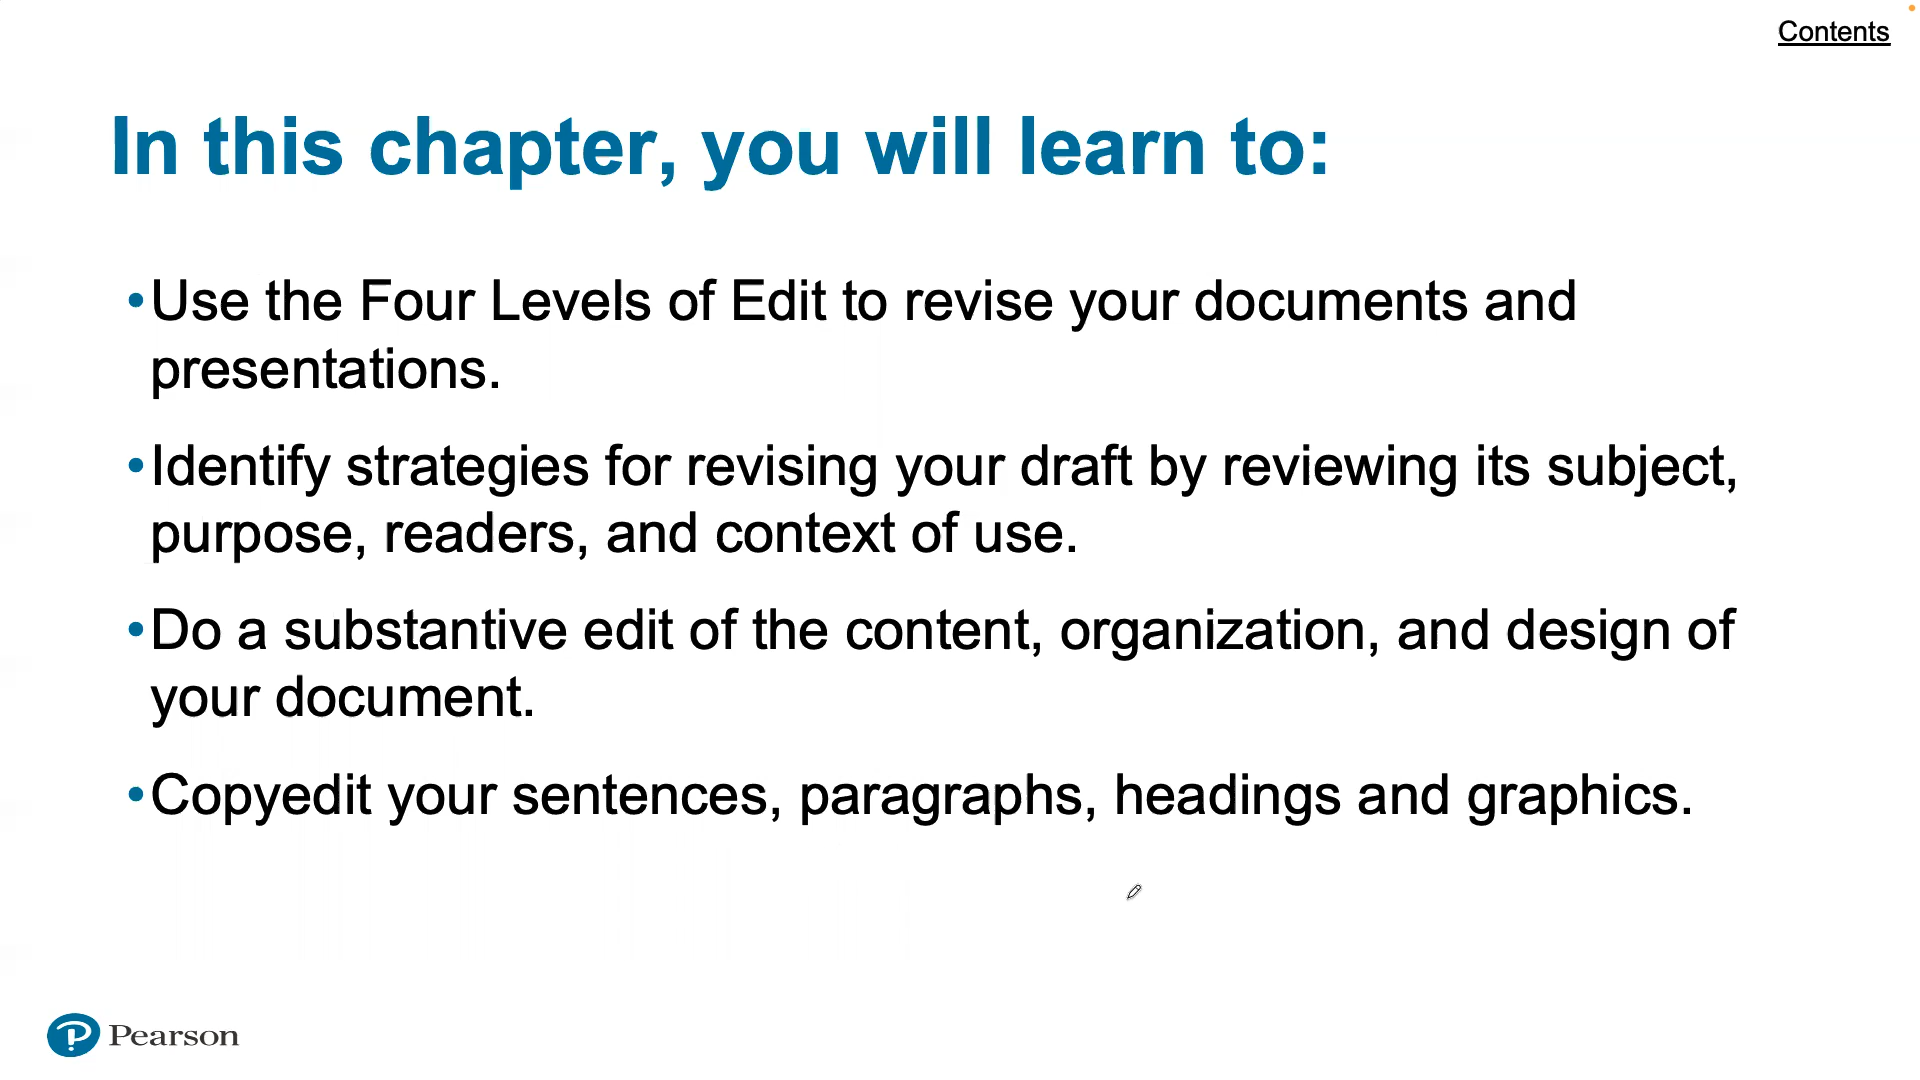 Contents
In this chapter, you will learn to:
•Use the Four Levels of Edit to revise your documents and
presentations.
•Identify strategies for revising your draft by reviewing its subject,
purpose, readers, and context of use.
•Do a substantive edit of the content, organization, and design of
your document.
•Copyedit your sentences, paragraphs, headings and graphics.
Pearson